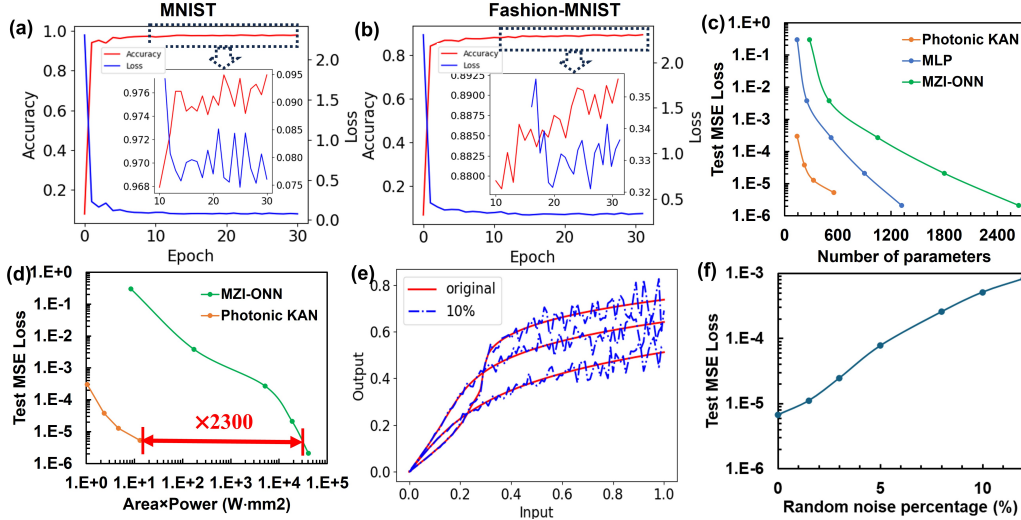 MNIST
(a)
1.0
0.8
0.6
0.4
0.2
Accuracy
Accuracy
Loss
0.976
0.974
0.972
0.970
0.968
10
15
20
25
30
0.095
0.090
0.085
0.080
0.075
2.0
1.5
1.0
0.5
0.0
Loss
0
10
20
30
Epoch
Fashion-MNIST
(b)
0.8
0.6
0.4
0.2
Accuracy
Accuracy
Loss
0.8925
0.8900
0.8875
0.8850
0.8825
0.8800
10
15
20
25
30
0.35
0.34
0.33
0.32
2.0
1.5
1.0
0.5
Loss
0
10
20
30
Epoch
(c)
Test MSE Loss
1.E+0
1.E-1
1.E-2
1.E-3
1.E-4
1.E-5
1.E-6
Photonic KAN
MLP
MZI-ONN
0
600
1200
1800
2400
Number of parameters
(d)
Test MSE Loss
1.E+0
1.E-1
1.E-2
1.E-3
1.E-4
1.E-5
1.E-6
MZI-ONN
Photonic KAN
×2300
1.E+0
1.E+1
1.E+2
1.E+3
1.E+4
1.E+5
Area×Power (W·mm2)
(e)
0.8
0.6
0.4
0.2
0.0
Output
original
10%
0.0
0.2
0.4
0.6
0.8
1.0
Input
(f)
Test MSE Loss
1.E-3
1.E-4
1.E-5
1.E-6
0
5
10
Random noise percentage (%)